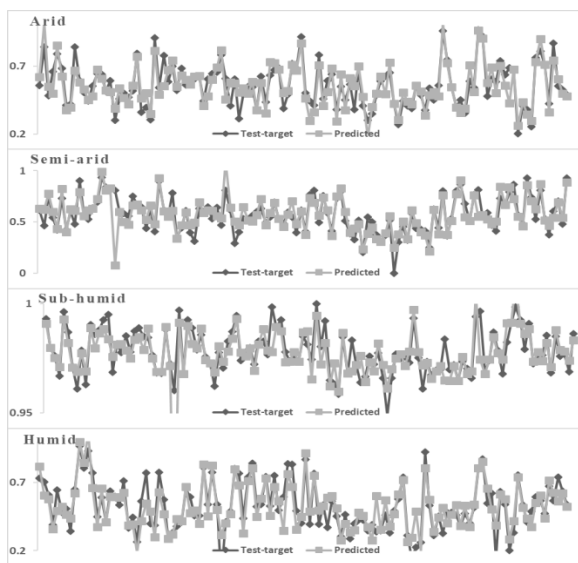 Arid
0.7
0.2
Test-target Predicted
Semi-arid
1
0.5
0
Test-target Predicted
Sub-humid
1
0.95
Test-target Predicted
Humid
0.7
0.2
Test-target Predicted